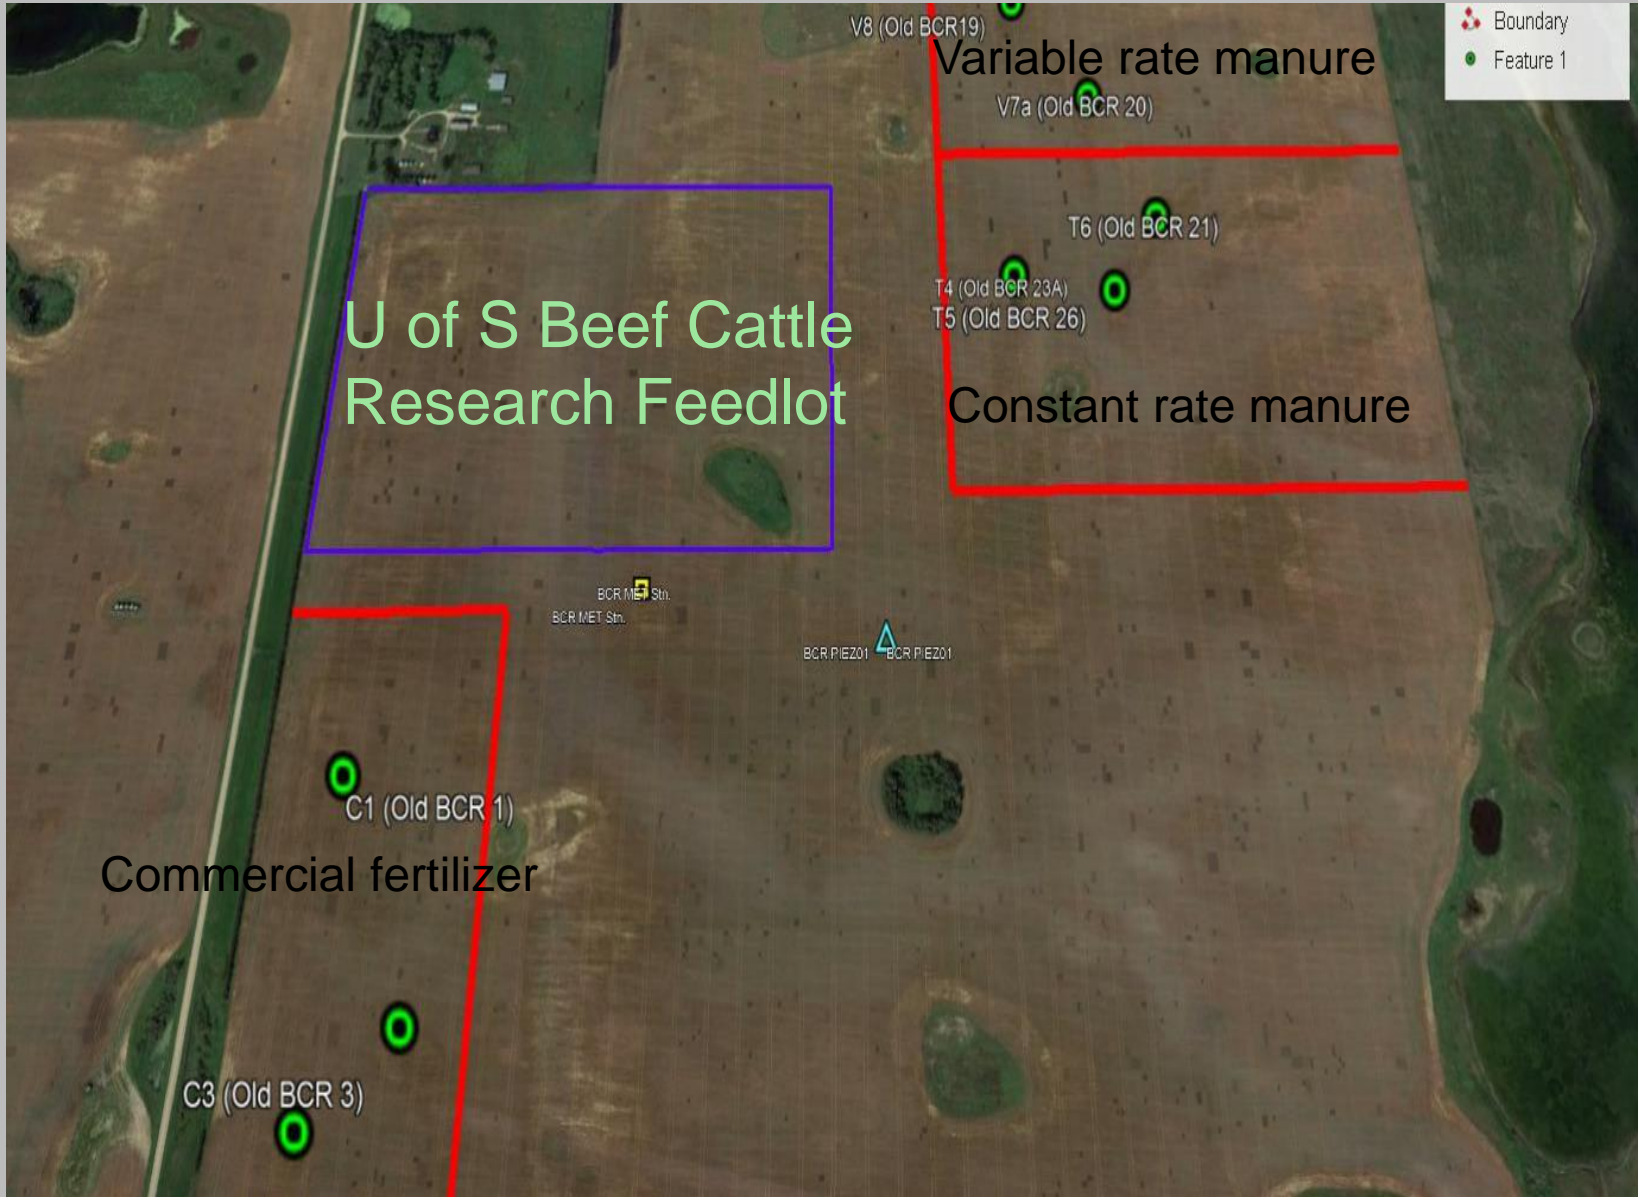 V8 (Old BCR19)
Variable rate manure
Boundary
Feature 1
V7a (Old BCR 20)
T6 (Old BCR 21)
T4 (Old BCR 23A)
T5 (Old BCR 26)
U of S Beef Cattle
Research Feedlot
Constant rate manure
BCR MET Stn.
BCR MET Stn.
BCR PIEZ01 BCR PIEZ01
C1 (Old BCR 1)
Commercial fertilizer
C3 (Old BCR 3)